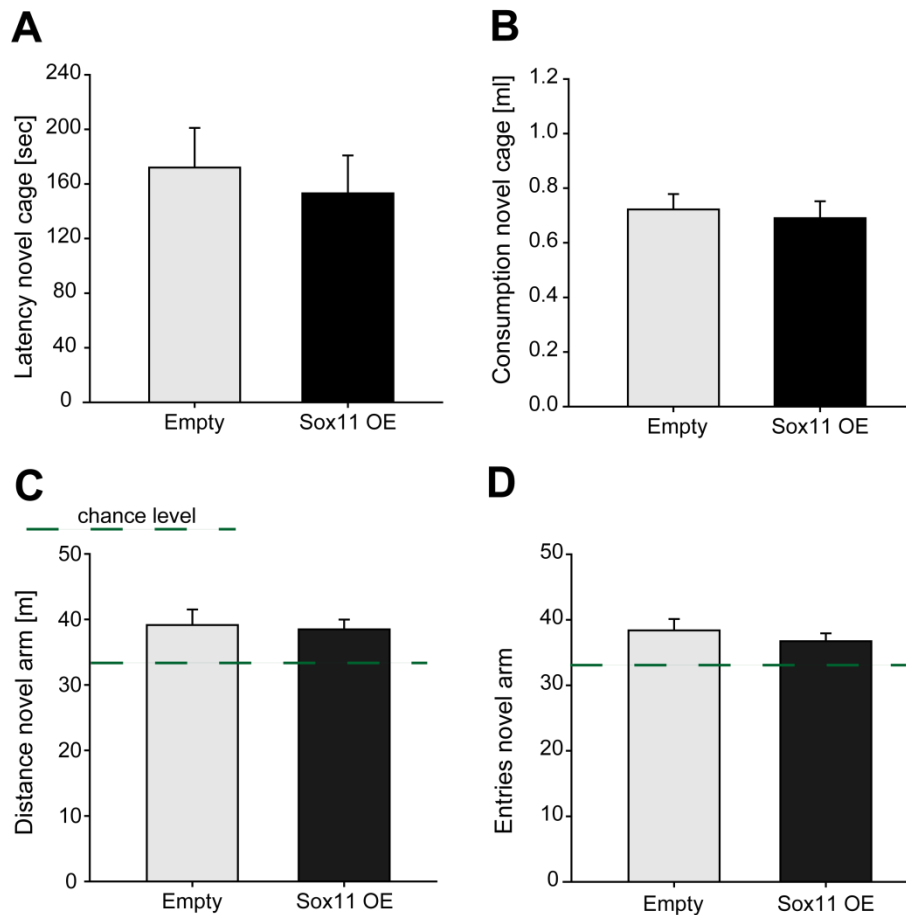 A
Latency novel cage [sec]
240
200
160
120
80
40
0
Empty
Sox11 OE
B
Consumption novel cage [ml]
1.2
1.0
0.8
0.6
0.4
0.2
0.0
Empty
Sox11 OE
C
chance level
Distance novel arm [m]
50
40
30
20
10
0
Empty
Sox11 OE
D
Entries novel arm
50
40
30
20
10
0
Empty
Sox11 OE